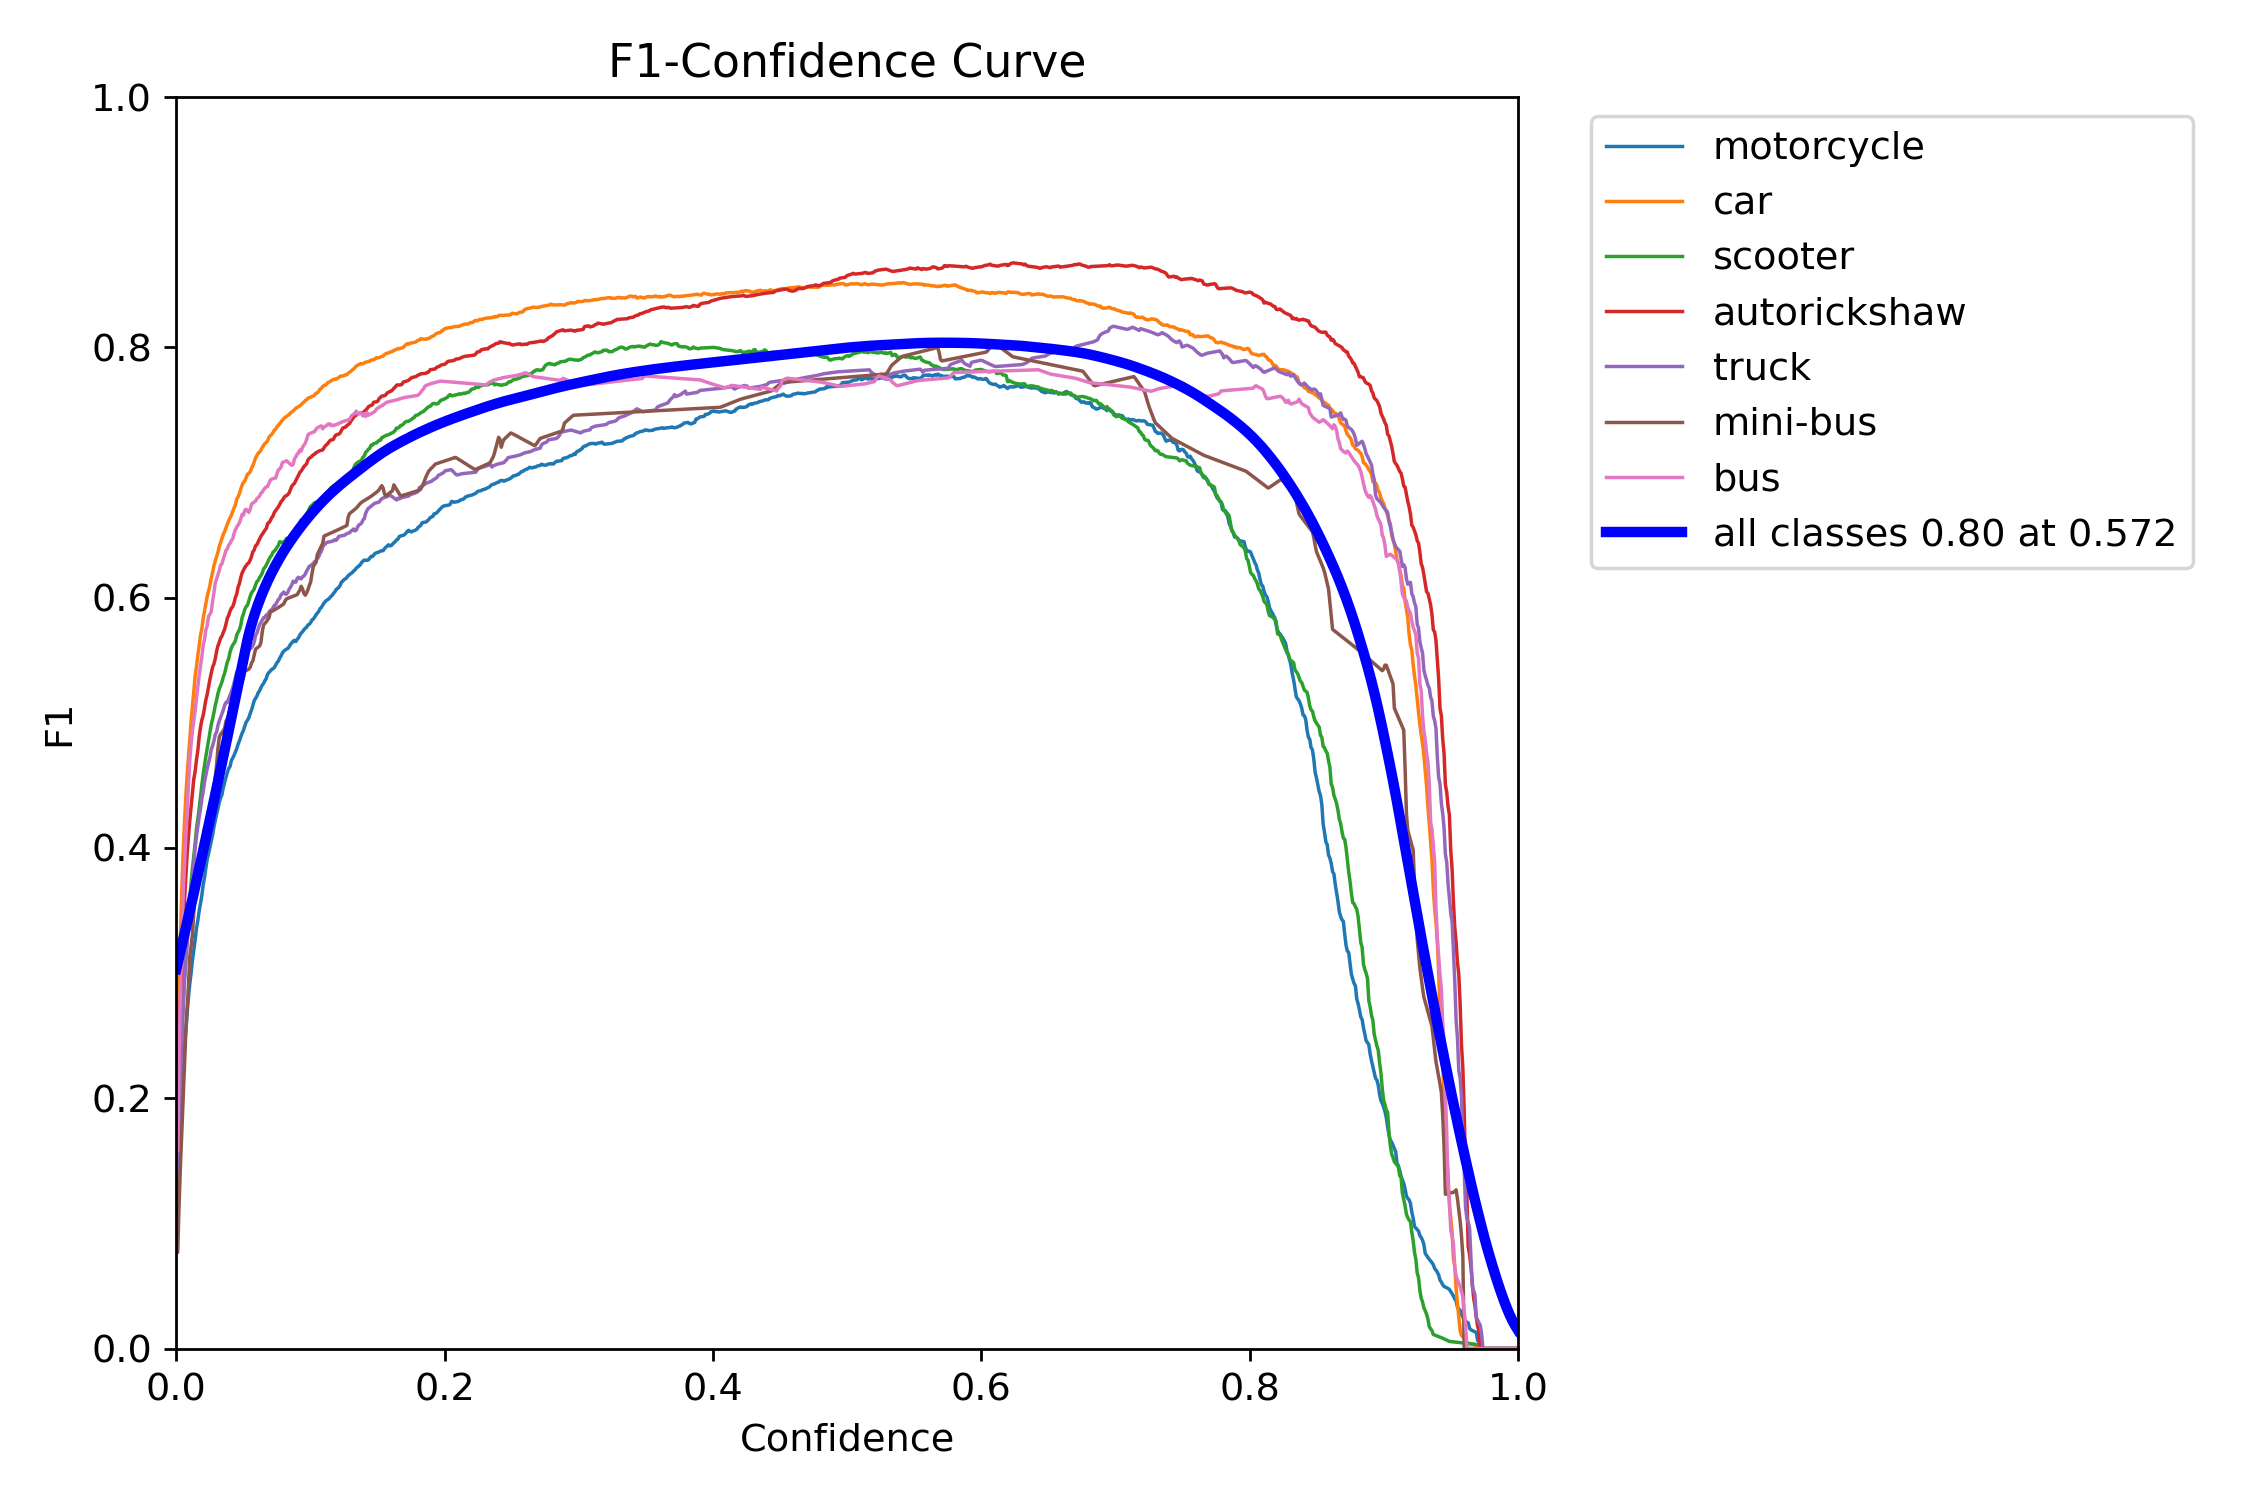 F1-Confidence Curve
1.0
0.8
0.6
0.4
0.2
0.0
F1
0.0 0.2 0.4 0.6 0.8 1.0
Confidence
motorcycle
car
scooter
autorickshaw
truck
mini-bus
bus
all classes 0.80 at 0.572